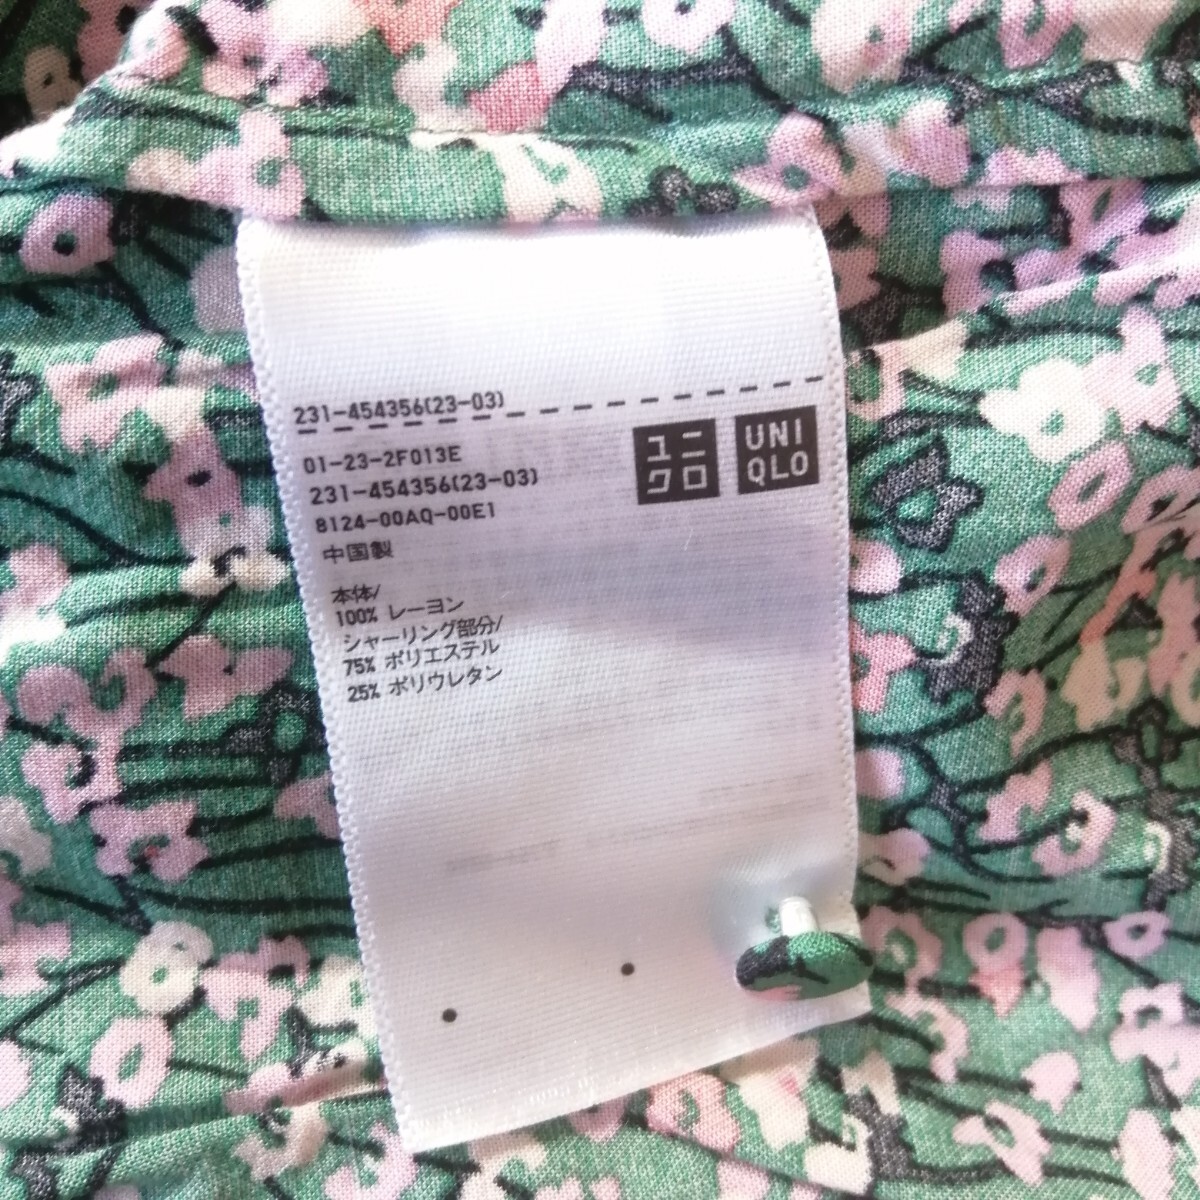 231-454356(23-03)
01-23-2F013E
231-454356(23-03)
8124-00AQ-00E1
中国製
本体/
100% レーヨン
シャーリング部分/
75% ポリエステル
25% ポリウレタン
ユニ
クロ
UNI
QLO